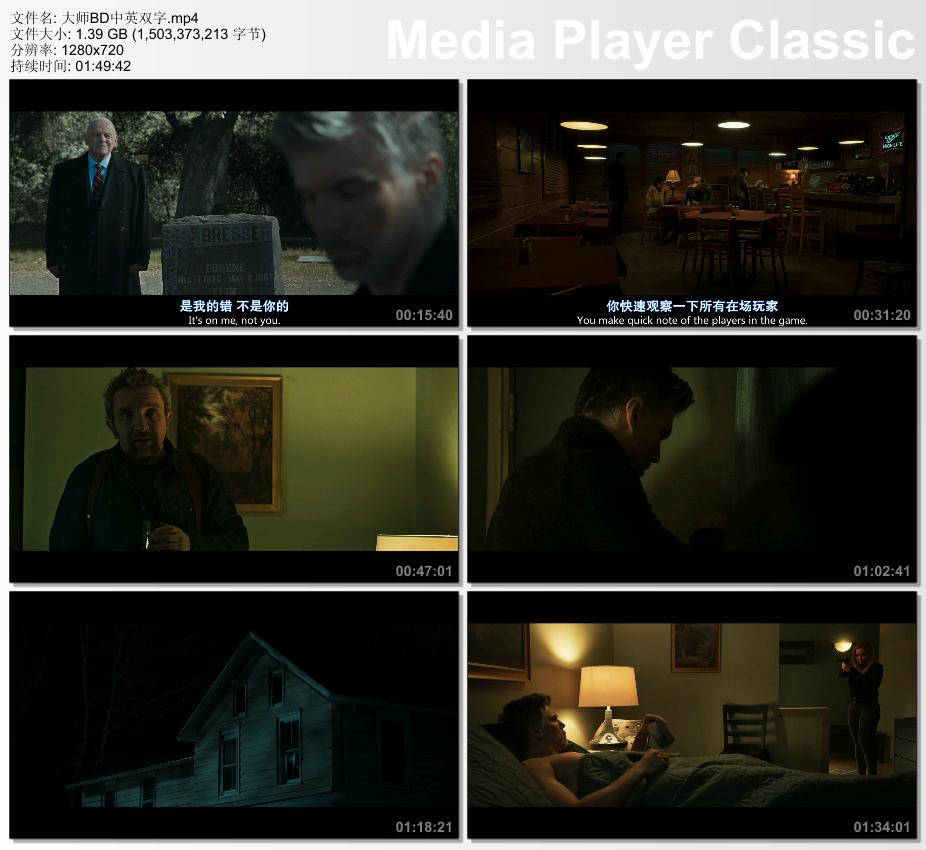 文件名: 大师BD中英双字.mp4
文件大小: 1.39 GB (1,503,373,213 字节)
分辨率: 1280x720
持续时间: 01:49:42
Media Player Classic
BRESSER
EUGENE
是我的错 不是你的
It's on me, not you.
00:15:40
你快速观察一下所有在场玩家
You make quick note of the players in the game.
00:31:20
00:47:01
01:02:41
01:18:21
01:34:01